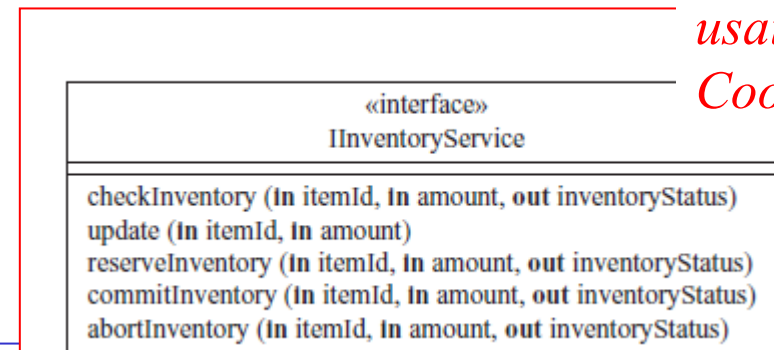 «interface»
IInventoryService
checkInventory (in itemId, in amount, out inventoryStatus)
update (in itemId, in amount)
reserveInventory (in itemId, in amount, out inventoryStatus)
commitInventory (in itemId, in amount, out inventoryStatus)
abortInventory (in itemId, in amount, out inventoryStatus)